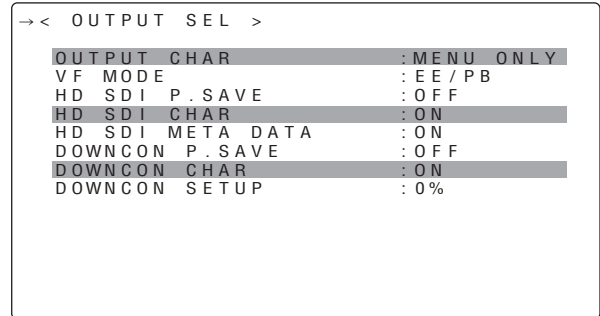 →< OUTPUT SEL >
OUTPUT CHAR :MENU ONLY
VF MODE :EE/PB
HD SDI P.SAVE :OFF
HD SDI CHAR :ON
HD SDI META DATA :ON
DOWNCON P.SAVE :OFF
DOWNCON CHAR :ON
DOWNCON SETUP :0%